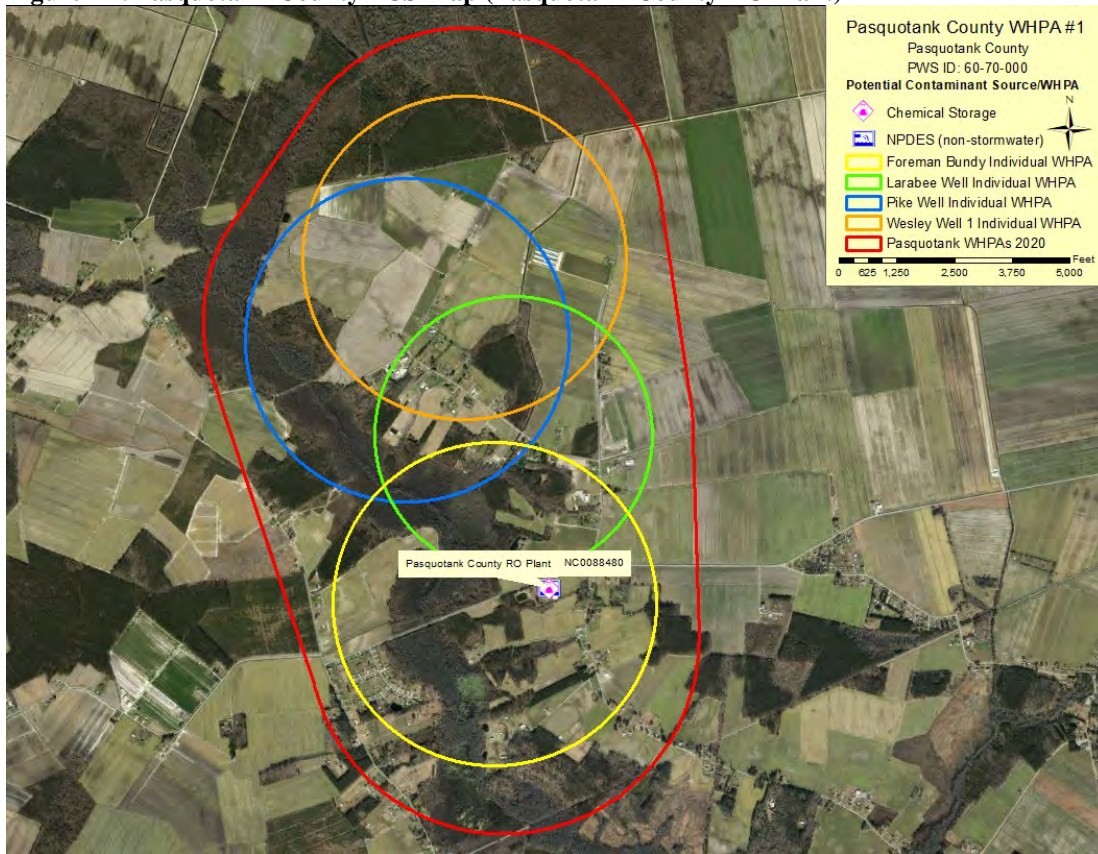 Pasquotank County WHPA #1
Pasquotank County
PWS ID: 60-70-000
Potential Contaminant Source/WHPA
N
Chemical Storage
NPDES (non-stormwater)
Foreman Bundy Individual WHPA
Larabee Well Individual WHPA
Pike Well Individual WHPA
Wesley Well 1 Individual WHPA
Pasquotank WHPAs 2020
Feet
0 625 1,250 2,500 3,750 5,000
Pasquotank County RO Plant NC0088480